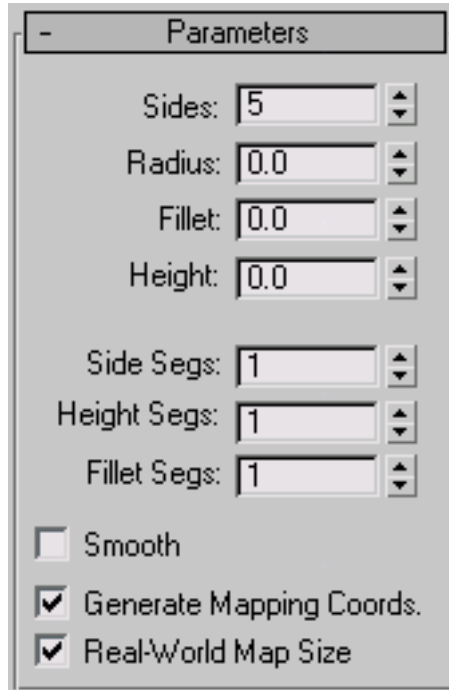 - Parameters
Sides: 5
Radius: 0.0
Fillet: 0.0
Height: 0.0
Side Segs: 1
Height Segs: 1
Fillet Segs: 1
Smooth
Generate Mapping Coords.
Real-World Map Size